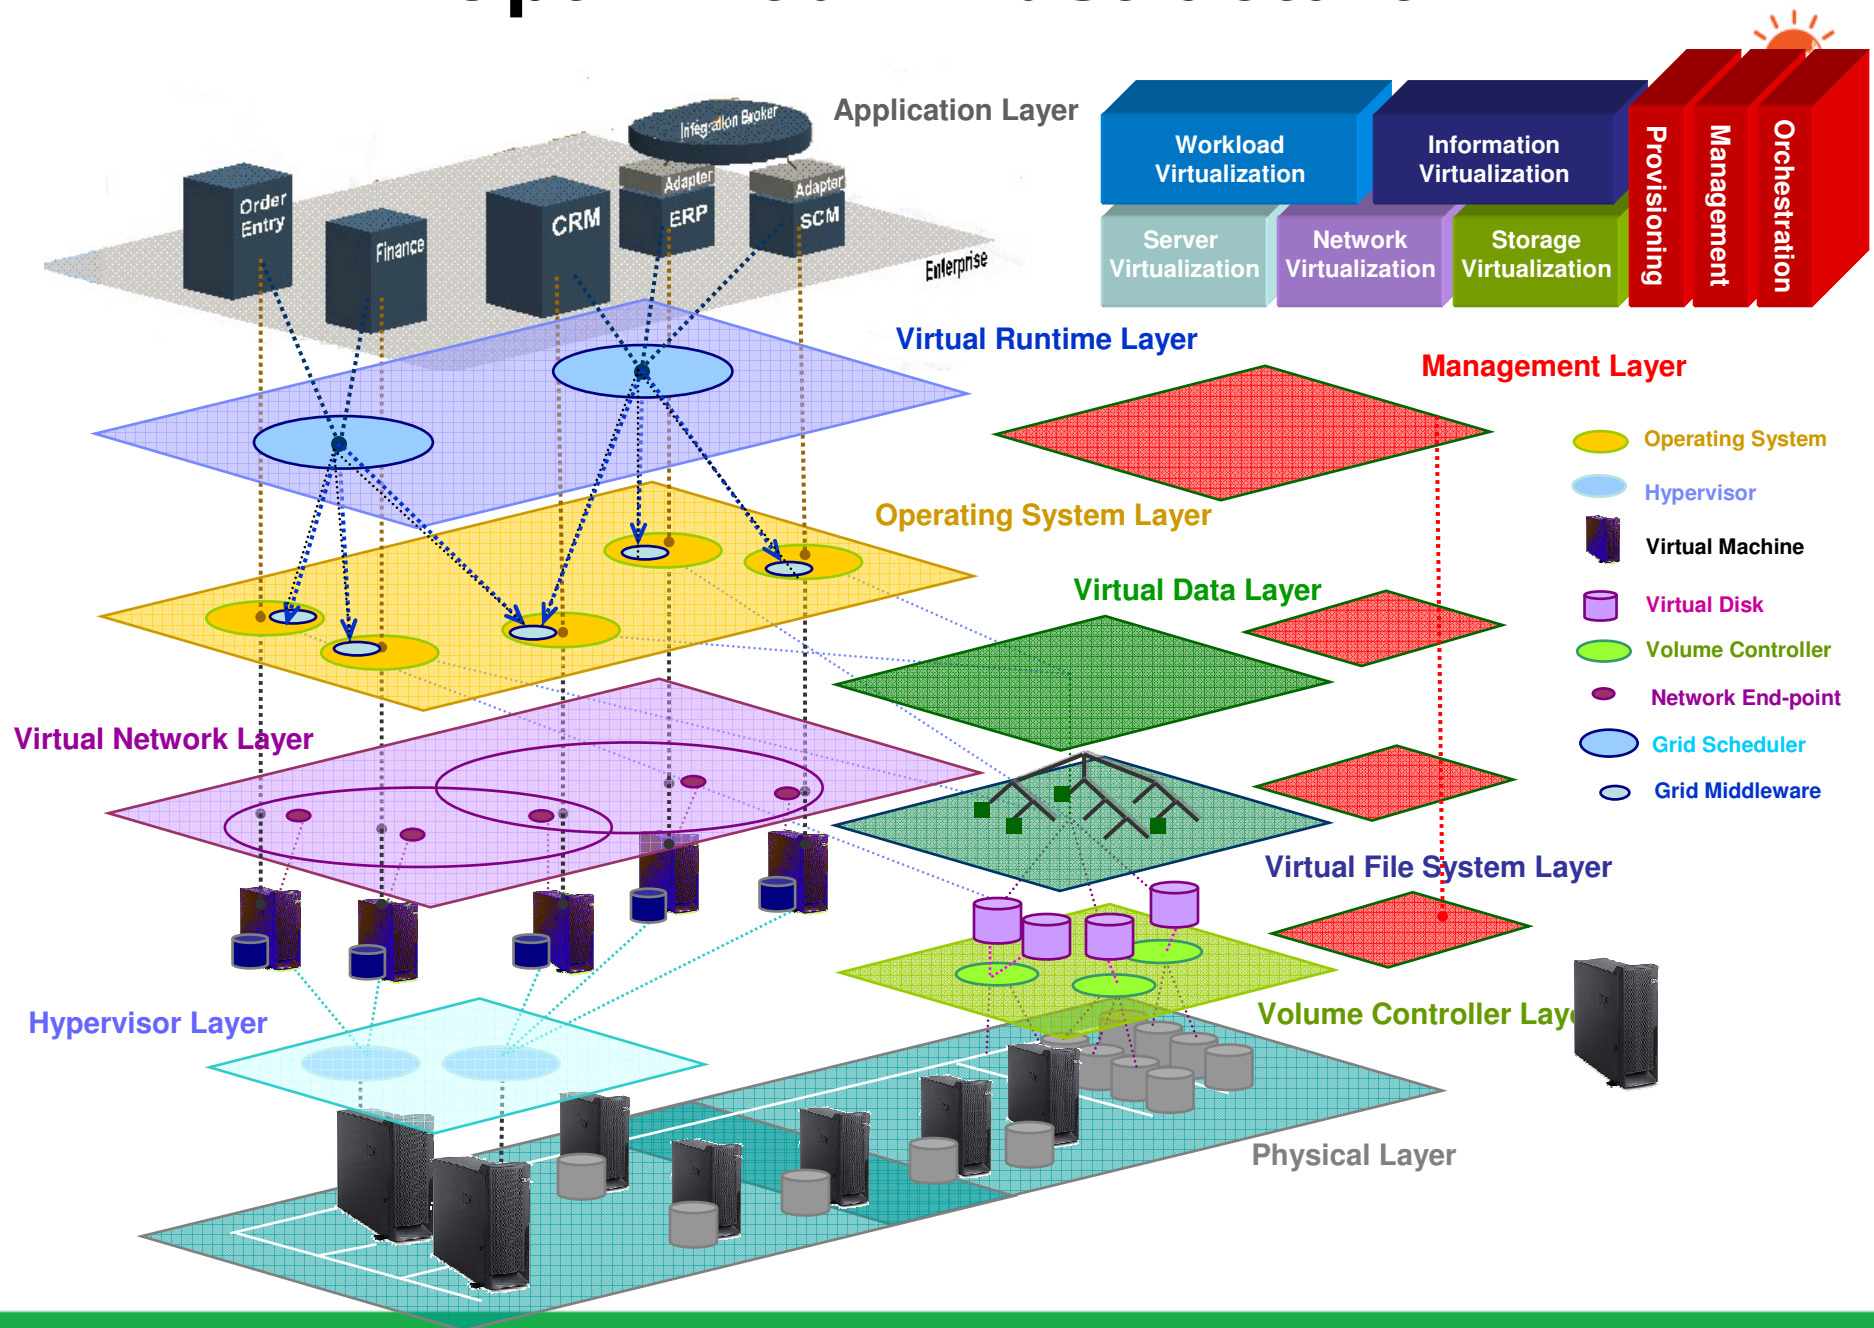 Application Layer
Integration Broker
Adapter
Adapter
Order
Entry
Finance
CRM
ERP
SCM
Enterprise
Workload
Virtualization
Information
Virtualization
Server
Virtualization
Network
Virtualization
Storage
Virtualization
Provisioning
Management
Orchestration
Virtual Runtime Layer
Management Layer
Operating System
Hypervisor
Virtual Machine
Virtual Disk
Volume Controller
Network End-point
Grid Scheduler
Grid Middleware
Operating System Layer
Virtual Data Layer
Virtual Network Layer
Virtual File System Layer
Hypervisor Layer
Volume Controller Lay
Physical Layer